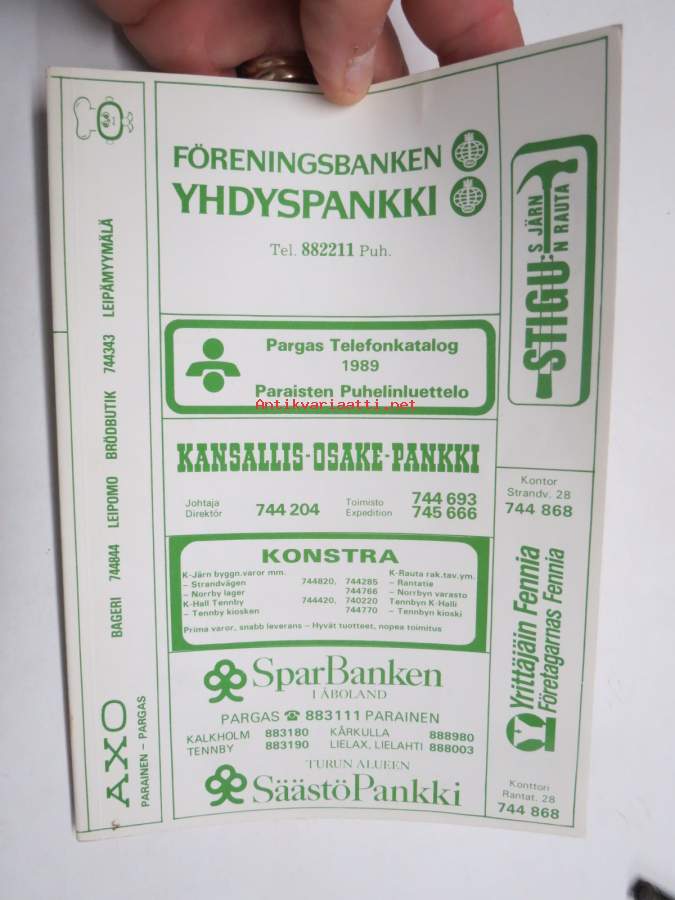 FÖRENINGSBANKEN
YHDYSPANKKI
Tel. 882211 Puh.
Pargas Telefonkatalog
1989
Paraisten Puhelinluettelo
Antikvariaatti.net
KANSALLIS-OSAKE-PANKKI
Johtaja
Direktör
744 204
Toimisto
Expedition
744 693
745 666
KONSTRA
K-Järn byggn.varor mm.
K-Rauta rak.tav.ym.
– Strandvägen 744820, 744285 – Rantatie
– Norrby lager 744766 – Norrbyn varasto
K-Hall Tennby 744420, 740220 Tennbyn K-Halli
– Tennby kiosken 744770 – Tennbyn kioski
Prima varor, snabb leverans – Hyvät tuotteet, nopea toimitus
SparBanken
I ÅBOLAND
PARGAS ☎ 883111 PARAINEN
KALKHOLM 883180 KÅRKULLA 888980
TENNBY 883190 LIELAX, LIELAHTI 888003
TURUN ALUEEN
SäästöPankki
AXO
PARAINEN – PARGAS
BAGERI 744844 LEIPOMO BRÖDBUTIK 744343 LEIPÄMYYMÄLÄ
STIGU:
S JÄRN
N RAUTA
Kontor
Strandv. 28
744 868
Yrittäjäin Fennia
Företagarnas Fennia
Konttori
Rantat. 28
744 868